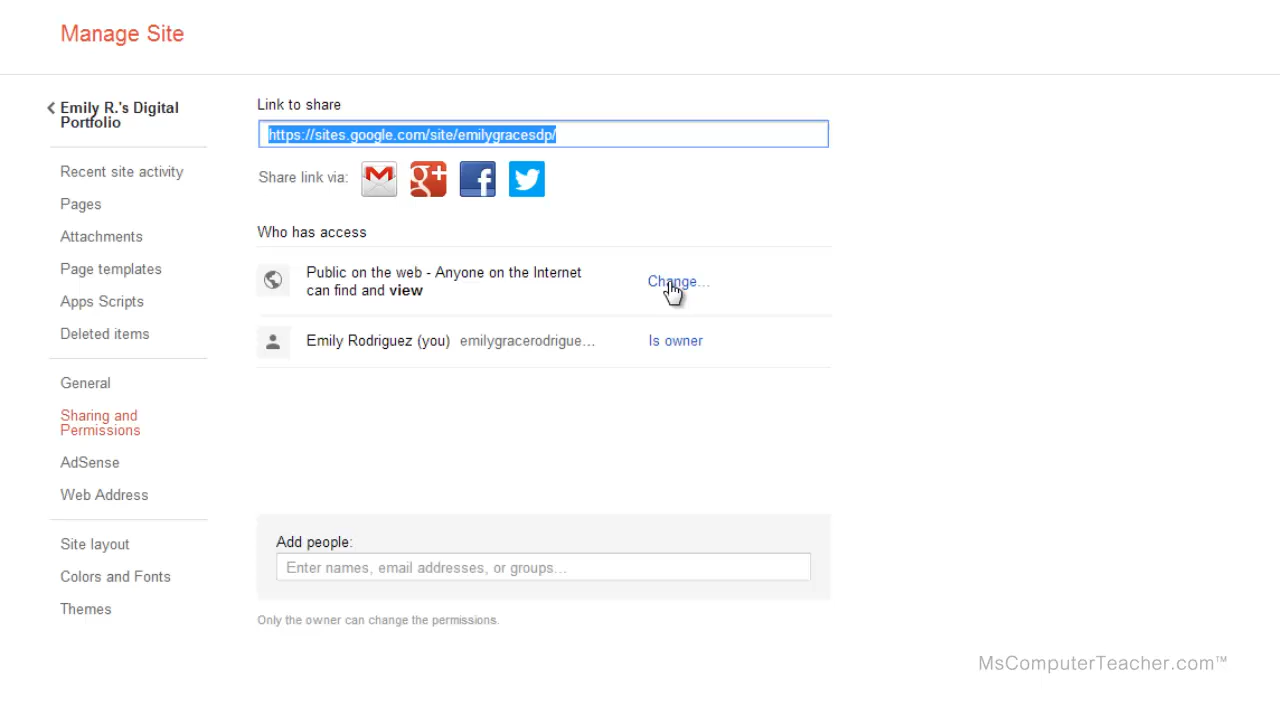 Manage Site
Emily R.'s Digital
Portfolio
Recent site activity
Pages
Attachments
Page templates
Apps Scripts
Deleted items
General
Sharing and
Permissions
AdSense
Web Address
Site layout
Colors and Fonts
Themes
Link to share
https://sites.google.com/site/emilygracesdp/
Share link via:
Who has access
Public on the web - Anyone on the Internet
can find and view
Change...
Emily Rodriguez (you) emilygracerodrigue... Is owner
Add people:
Enter names, email addresses, or groups...
Only the owner can change the permissions.
MsComputerTeacher.com™